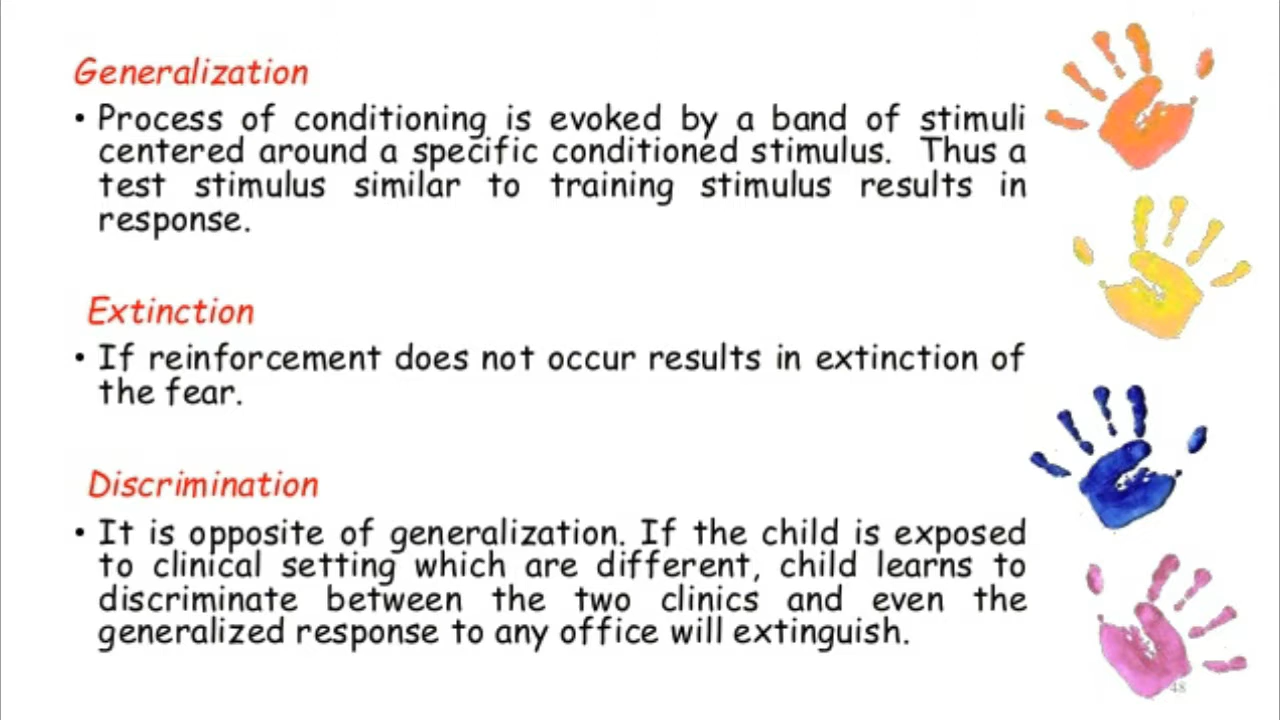 Generalization
• Process of conditioning is evoked by a band of stimuli
centered around a specific conditioned stimulus. Thus a
test stimulus similar to training stimulus results in
response.
Extinction
• If reinforcement does not occur results in extinction of
the fear.
Discrimination
• It is opposite of generalization. If the child is exposed
to clinical setting which are different, child learns to
discriminate between the two clinics and even the
generalized response to any office will extinguish.
48